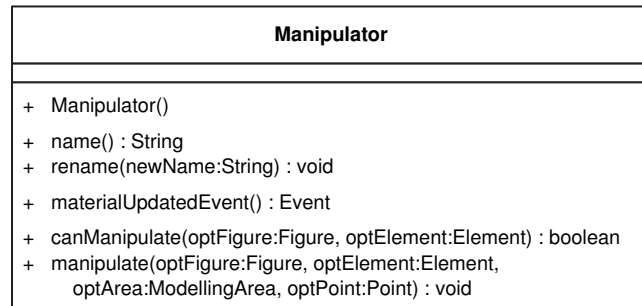 Manipulator
+ Manipulator()
+ name() : String
+ rename(newName:String) : void
+ materialUpdatedEvent() : Event
+ canManipulate(optFigure:Figure, optElement:Element) : boolean
+ manipulate(optFigure:Figure, optElement:Element,
optArea:ModellingArea, optPoint:Point) : void